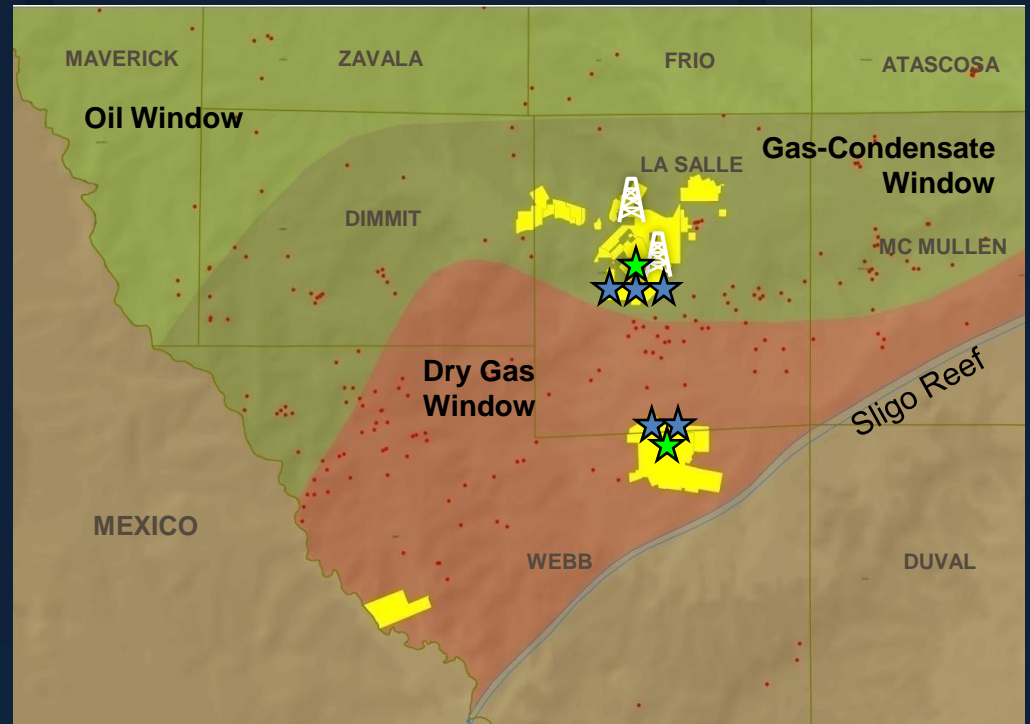 MAVERICK
ZAVALA
FRIO
ATASCOSA
Oil Window
Gas-Condensate
Window
LA SALLE
DIMMIT
MC MULLEN
Dry Gas
Window
Sligo Reef
MEXICO
WEBB
DUVAL